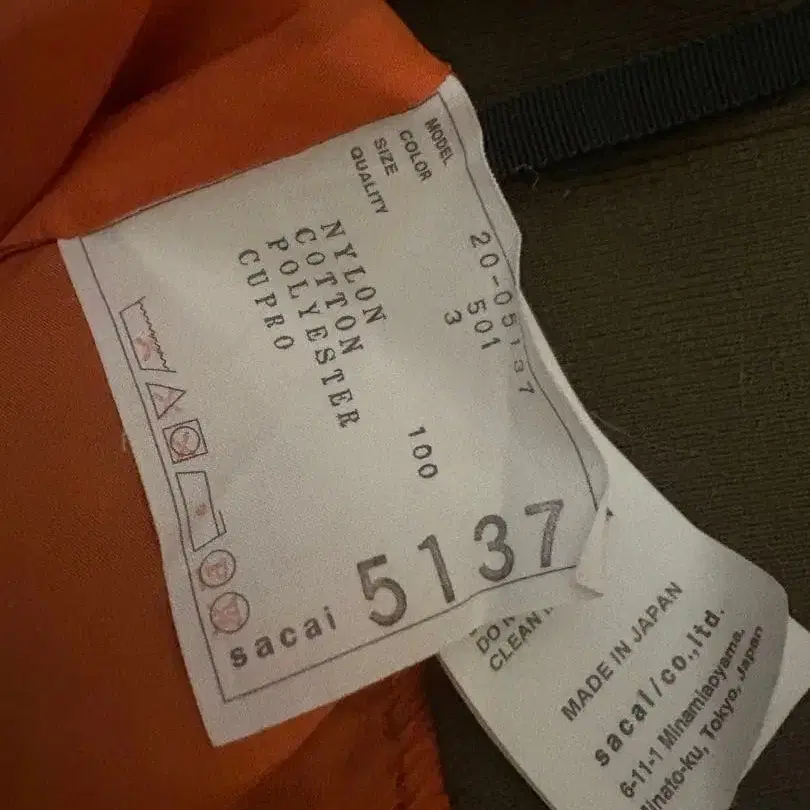 MODEL 20-05137
COLOR 501
SIZE 3
QUALITY
NYLON 100
COTTON
POLYESTER
CUPRO
sacai 5137
DO
CLEAN
MADE IN JAPAN
sacai/co.,ltd.
6-11-1 Minamiaoyama,
inato-ku, Tokyo, Japan